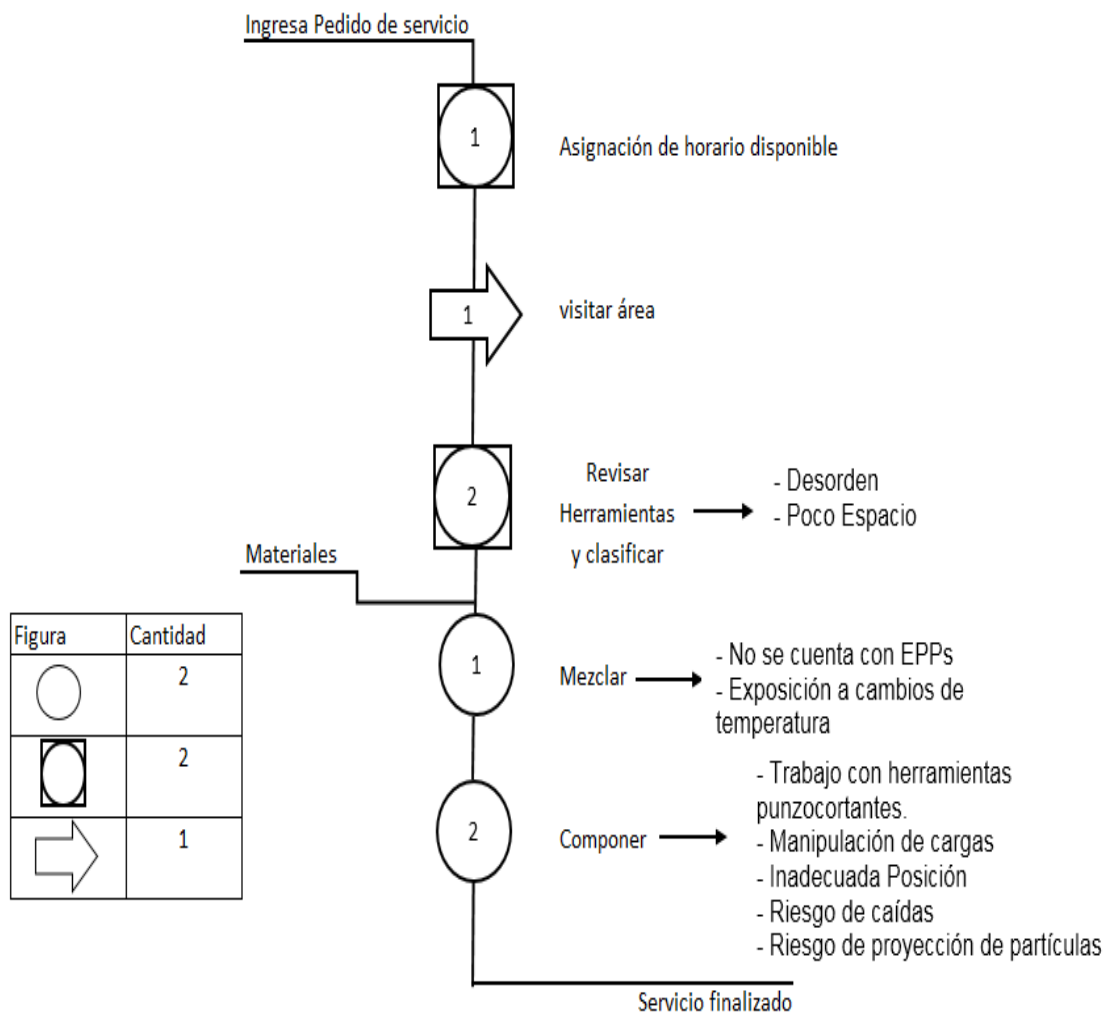 Ingresa Pedido de servicio
1
Asignación de horario disponible
1
visitar área
2
Revisar
Herramientas
y clasificar
- Desorden
- Poco Espacio
Materiales
1
Mezclar
- No se cuenta con EPPs
- Exposición a cambios de
temperatura
2
Componer
- Trabajo con herramientas
punzocortantes.
- Manipulación de cargas
- Inadecuada Posición
- Riesgo de caídas
- Riesgo de proyección de partículas
Servicio finalizado
Figura Cantidad
2
2
1